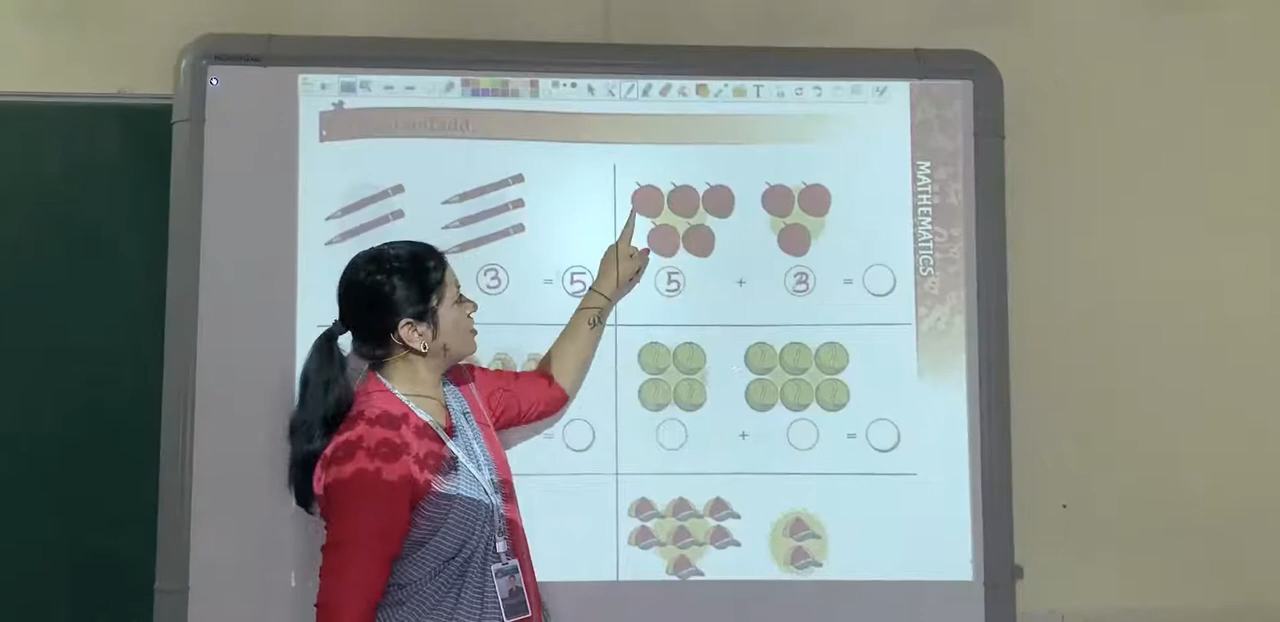 MATHEMATICS
3 = 5
5 + 3 =
=
+ =